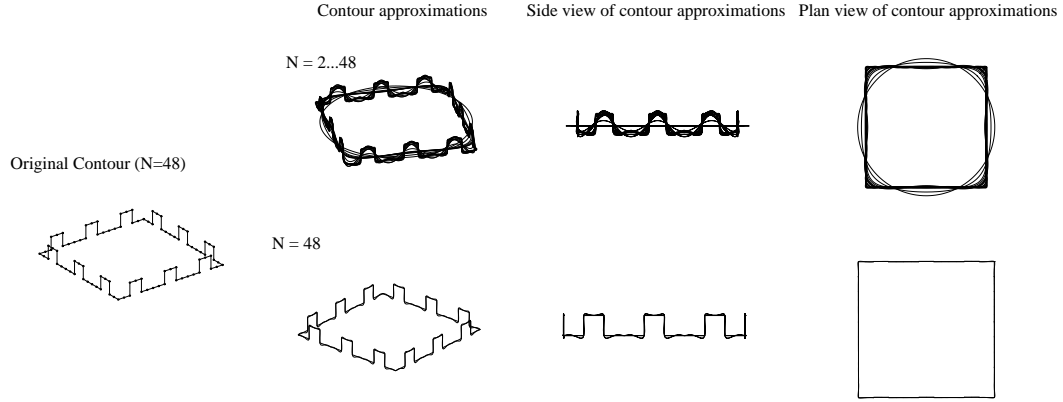 Contour approximations
Side view of contour approximations
Plan view of contour approximations
N = 2...48
Original Contour (N=48)
N = 48